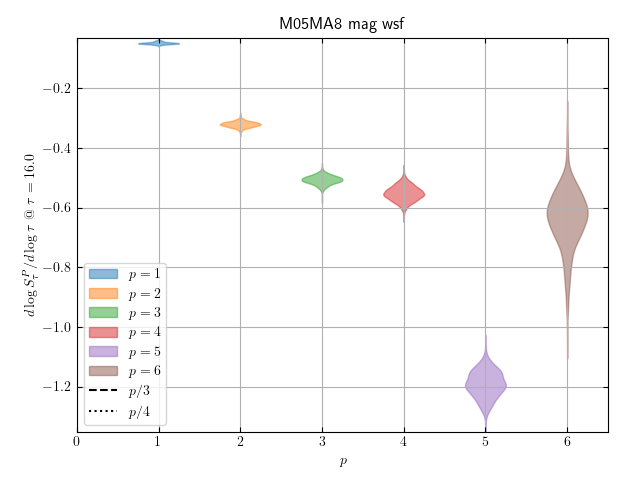 M05MA8 mag wsf
d log S_τ^P / d log τ @ τ = 16.0
−0.2
−0.4
−0.6
−0.8
−1.0
−1.2
p = 1
p = 2
p = 3
p = 4
p = 5
p = 6
p/3
p/4
0 1 2 3 4 5 6
p